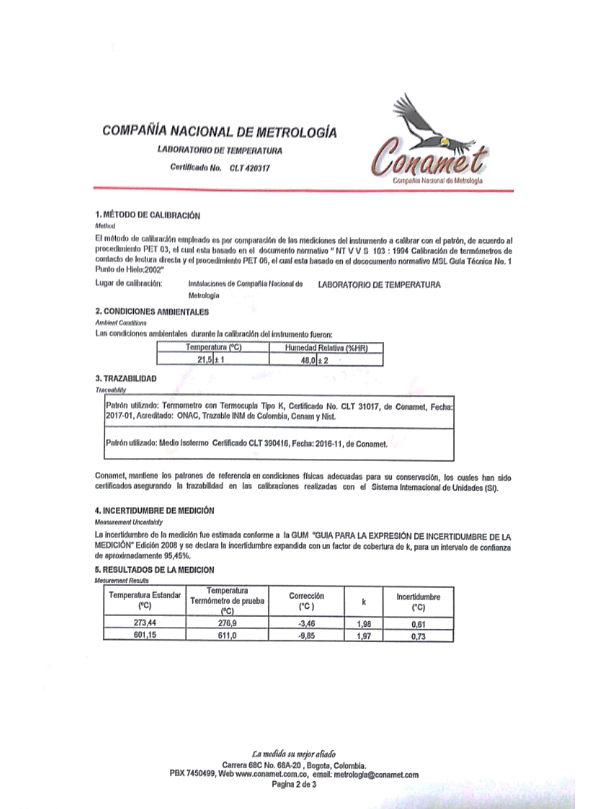 COMPAÑÍA NACIONAL DE METROLOGÍA
LABORATORIO DE TEMPERATURA
Certificado No. CLT 420317
Conamet
Compañía Nacional de Metrología
1. MÉTODO DE CALIBRACIÓN
Method
El método de calibración empleado es por comparación de las mediciones del instrumento a calibrar con el patrón, de acuerdo al
procedimiento PET 03, el cual esta basado en el documento normativo " NT V V S 103 : 1994 Calibración de termómetros de
contacto de lectura directa y el procedimiento PET 06, el cual esta basado en el dococumento normativo MSL Guía Técnica No. 1
Punto de Hielo:2002"
Lugar de calibración: Instalaciones de Compañía Nacional de LABORATORIO DE TEMPERATURA
Metrología
2. CONDICIONES AMBIENTALES
Ambient Conditions
Las condiciones ambientales durante la calibración del instrumento fueron:
Temperatura (ºC) Humedad Relativa (%HR)
21,5 ± 1 48,0 ± 2
3. TRAZABILIDAD
Traceability
Patrón utilizado: Termometro con Termocupla Tipo K, Certificado No. CLT 31017, de Conamet, Fecha:
2017-01, Acreditado: ONAC, Trazable INM de Colombia, Cenam y Nist.
Patrón utilizado: Medio Isotermo Certificado CLT 390416, Fecha: 2016-11, de Conamet.
Conamet, mantiene los patrones de referencia en condiciones físicas adecuadas para su conservación, los cuales han sido
certificados asegurando la trazabilidad en las calibraciones realizadas con el Sistema Internacional de Unidades (SI).
4. INCERTIDUMBRE DE MEDICIÓN
Measurement Uncertainty
La incertidumbre de la medición fue estimada conforme a la GUM "GUIA PARA LA EXPRESIÓN DE INCERTIDUMBRE DE LA
MEDICIÓN" Edición 2008 y se declara la incertidumbre expandida con un factor de cobertura de k, para un intervalo de confianza
de aproximadamente 95,45%.
5. RESULTADOS DE LA MEDICION
Mesurement Results
Temperatura Estandar (ºC) Temperatura Termómetro de prueba (ºC) Corrección (ºC ) k Incertidumbre (ºC)
273,44 276,9 -3,46 1,96 0,61
601,15 611,0 -9,85 1,97 0,73
La medida su mejor aliado
Carrera 68C No. 68A-20 , Bogota, Colombia.
PBX 7450499, Web www.conamet.com.co, email: metrologia@conamet.com
Pagina 2 de 3